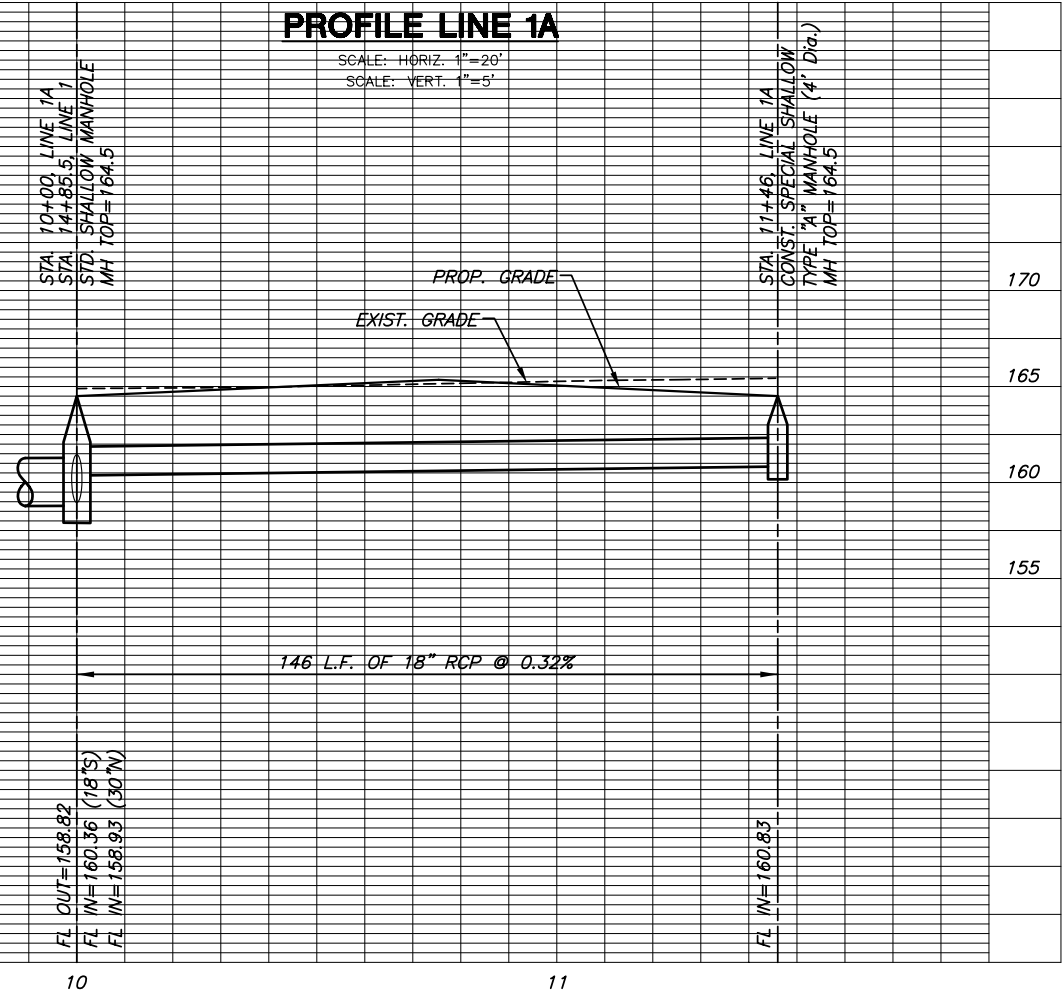 PROFILE LINE 1A
SCALE: HORIZ. 1"=20'
SCALE: VERT. 1"=5'
STA. 10+00, LINE 1A
STA. 14+85.5, LINE 1
STD. SHALLOW MANHOLE
MH TOP=164.5
STA. 11+46, LINE 1A
CONST. SPECIAL SHALLOW
TYPE "A" MANHOLE (4' Dia.)
MH TOP=164.5
PROP. GRADE
EXIST. GRADE
170
165
160
155
146 L.F. OF 18" RCP @ 0.32%
FL OUT=158.82
FL IN=160.36 (18"S)
FL IN=158.93 (30"N)
FL IN=160.83
10
11